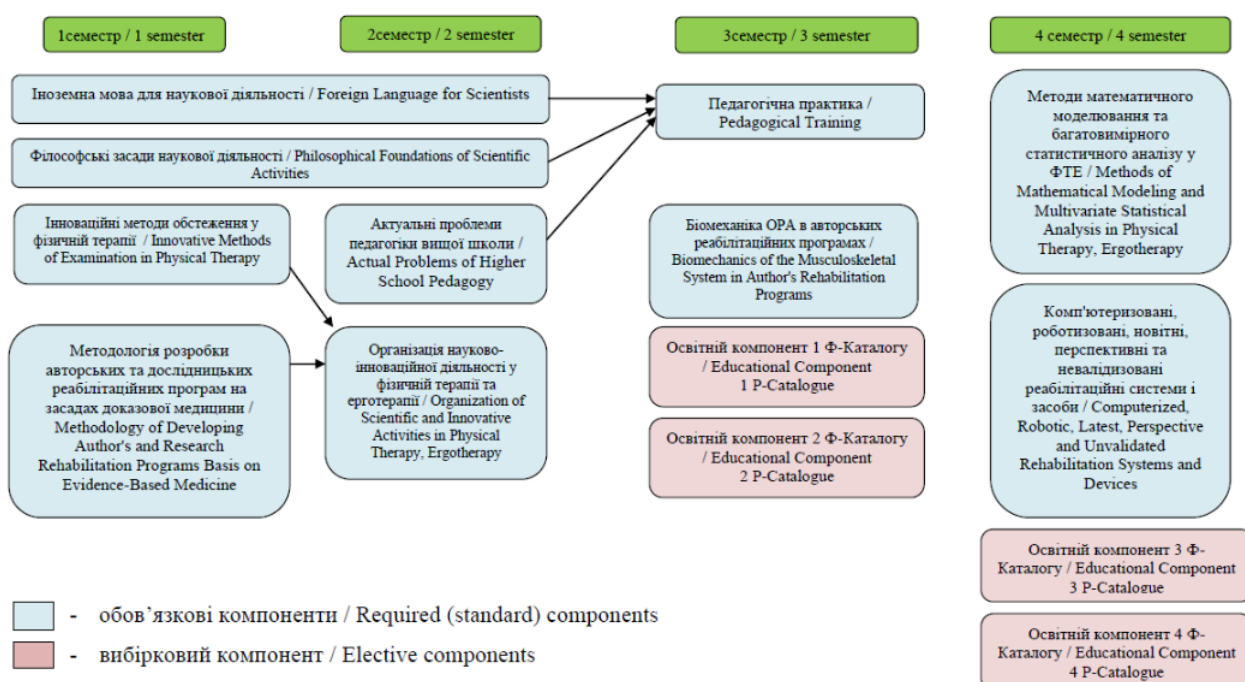 1семестр / 1 semester
2семестр / 2 semester
3семестр / 3 semester
4 семестр / 4 semester
Іноземна мова для наукової діяльності / Foreign Language for Scientists
Філософські засади наукової діяльності / Philosophical Foundations of Scientific
Activities
Інноваційні методи обстеження у
фізичній терапії / Innovative Methods
of Examination in Physical Therapy
Методологія розробки
авторських та дослідницьких
реабілітаційних програм на
засадах доказової медицини /
Methodology of Developing
Author's and Research
Rehabilitation Programs Basis on
Evidence-Based Medicine
Актуальні проблеми
педагогіки вищої школи /
Actual Problems of Higher
School Pedagogy
Організація науково-
інноваційної діяльності у
фізичній терапії та
ерготерапії / Organization of
Scientific and Innovative
Activities in Physical
Therapy, Ergotherapy
Педагогічна практика /
Pedagogical Training
Біомеханіка ОРА в авторських
реабілітаційних програмах /
Biomechanics of the Musculoskeletal
System in Author's Rehabilitation
Programs
Освітній компонент 1 Ф-Каталогу
/ Educational Component
1 P-Catalogue
Освітній компонент 2 Ф-Каталогу
/ Educational Component
2 P-Catalogue
Методи математичного
моделювання та
багатовимірного
статистичного аналізу у
ФТЕ / Methods of
Mathematical Modeling and
Multivariate Statistical
Analysis in Physical
Therapy, Ergotherapy
Комп'ютеризовані,
роботизовані, новітні,
перспективні та
невалідизовані
реабілітаційні системи і
засоби / Computerized,
Robotic, Latest, Perspective
and Unvalidated
Rehabilitation Systems and
Devices
Освітній компонент 3 Ф-
Каталогу / Educational Component
3 P-Catalogue
Освітній компонент 4 Ф-
Каталогу / Educational Component
4 P-Catalogue
- обов’язкові компоненти / Required (standard) components
- вибірковий компонент / Elective components